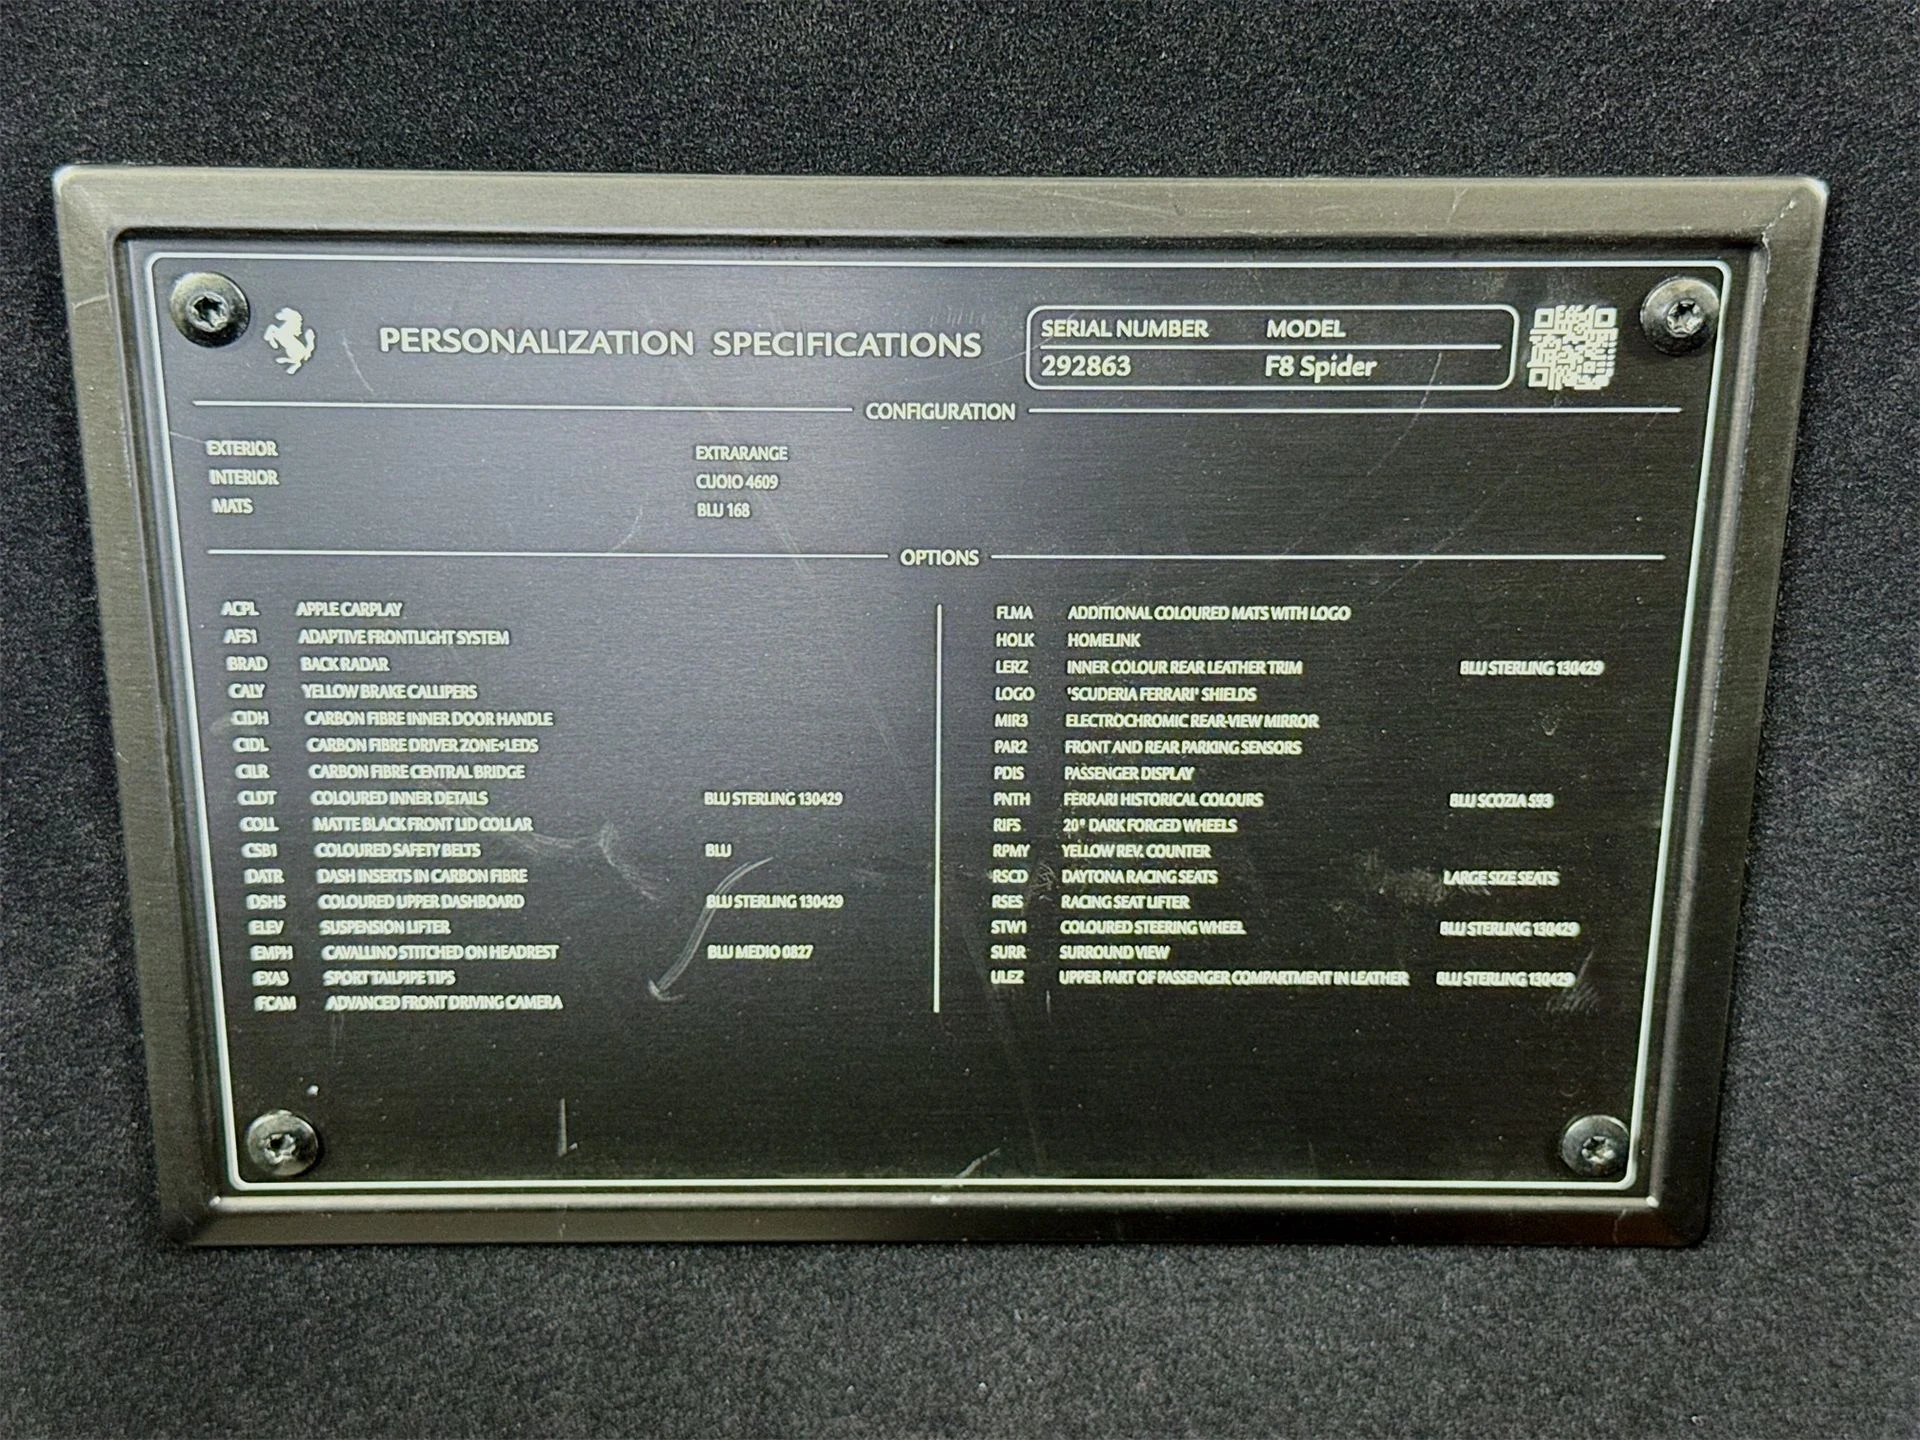 PERSONALIZATION SPECIFICATIONS
SERIAL NUMBER MODEL
292863 F8 Spider
CONFIGURATION
EXTERIOR EXTRARANGE
INTERIOR CUOIO 4609
MATS BLU 168
OPTIONS
ACPL APPLE CARPLAY
AFS1 ADAPTIVE FRONTLIGHT SYSTEM
BRAD BACK RADAR
CALY YELLOW BRAKE CALLIPERS
CIDH CARBON FIBRE INNER DOOR HANDLE
CIDL CARBON FIBRE DRIVER ZONE+LEDS
CILR CARBON FIBRE CENTRAL BRIDGE
CLDT COLOURED INNER DETAILS BLU STERLING 130429
COLL MATTE BLACK FRONT LID COLLAR
CSB1 COLOURED SAFETY BELTS BLU
DATR DASH INSERTS IN CARBON FIBRE
DSH5 COLOURED UPPER DASHBOARD BLU STERLING 130429
ELEV SUSPENSION LIFTER
EMPH CAVALLINO STITCHED ON HEADREST BLU MEDIO 0827
EXA3 SPORT TAILPIPE TIPS
FCAM ADVANCED FRONT DRIVING CAMERA
FLMA ADDITIONAL COLOURED MATS WITH LOGO
HOLK HOMELINK
LERZ INNER COLOUR REAR LEATHER TRIM BLU STERLING 130429
LOGO 'SCUDERIA FERRARI' SHIELDS
MIR3 ELECTROCHROMIC REAR-VIEW MIRROR
PAR2 FRONT AND REAR PARKING SENSORS
PDIS PASSENGER DISPLAY
PNTH FERRARI HISTORICAL COLOURS BLU SCOZIA 593
RIFS 20" DARK FORGED WHEELS
RPMY YELLOW REV. COUNTER
RSCD DAYTONA RACING SEATS LARGE SIZE SEATS
RSES RACING SEAT LIFTER
STW1 COLOURED STEERING WHEEL BLU STERLING 130429
SURR SURROUND VIEW
ULEZ UPPER PART OF PASSENGER COMPARTMENT IN LEATHER BLU STERLING 130429